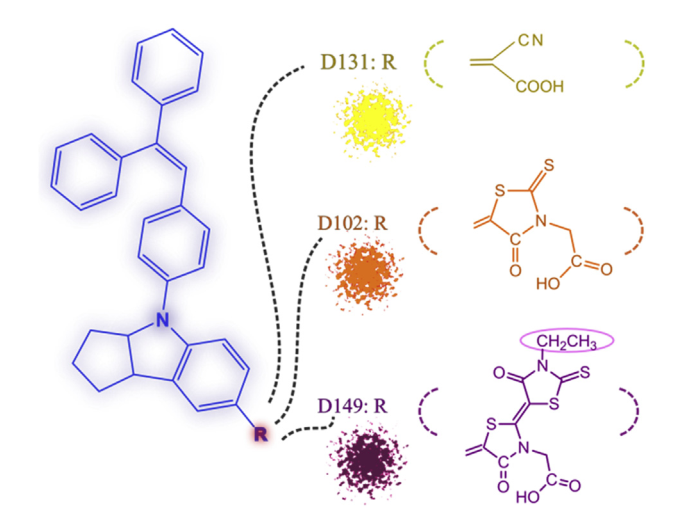 N
R
D131: R
CN
COOH
D102: R
S
S
N
O
HO
C=O
D149: R
CH₂CH₃
N
O
S
S
S
N
O
HO
C=O